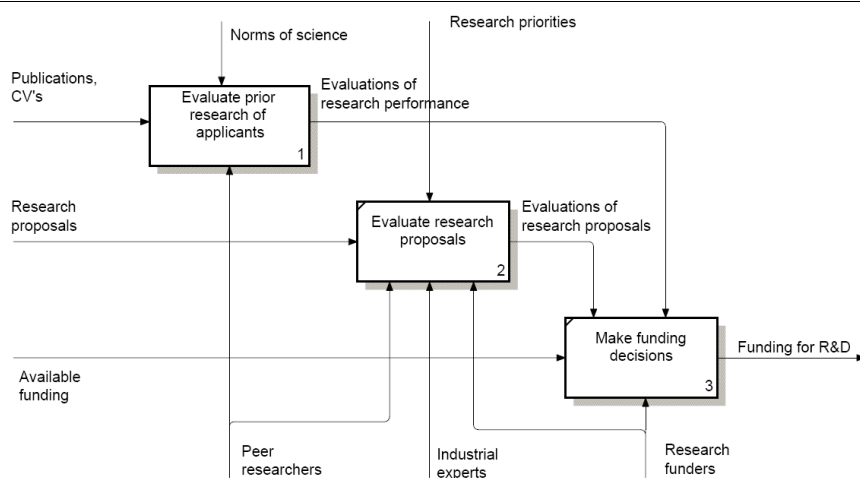 Research priorities
Norms of science
Publications,
CV's
Evaluate prior
research of
applicants
1
Evaluations of
research performance
Research
proposals
Evaluate research
proposals
2
Evaluations of
research proposals
Available
funding
Make funding
decisions
3
Funding for R&D
Peer
researchers
Industrial
experts
Research
funders